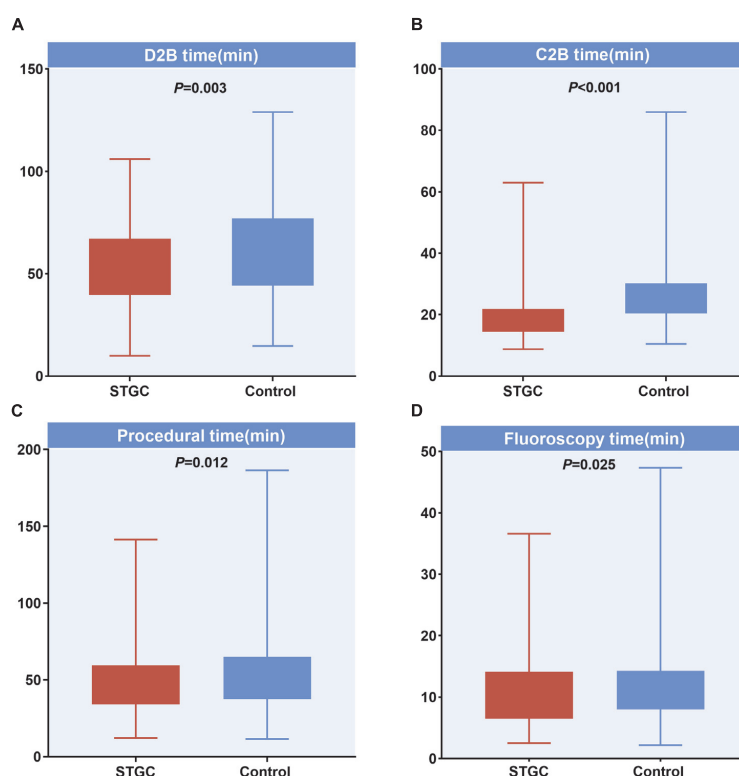 A
D2B time(min)
P=0.003
150
100
50
0
STGC Control
B
C2B time(min)
P<0.001
100
80
60
40
20
0
STGC Control
C
Procedural time(min)
P=0.012
200
150
100
50
0
STGC Control
D
Fluoroscopy time(min)
P=0.025
50
40
30
20
10
0
STGC Control